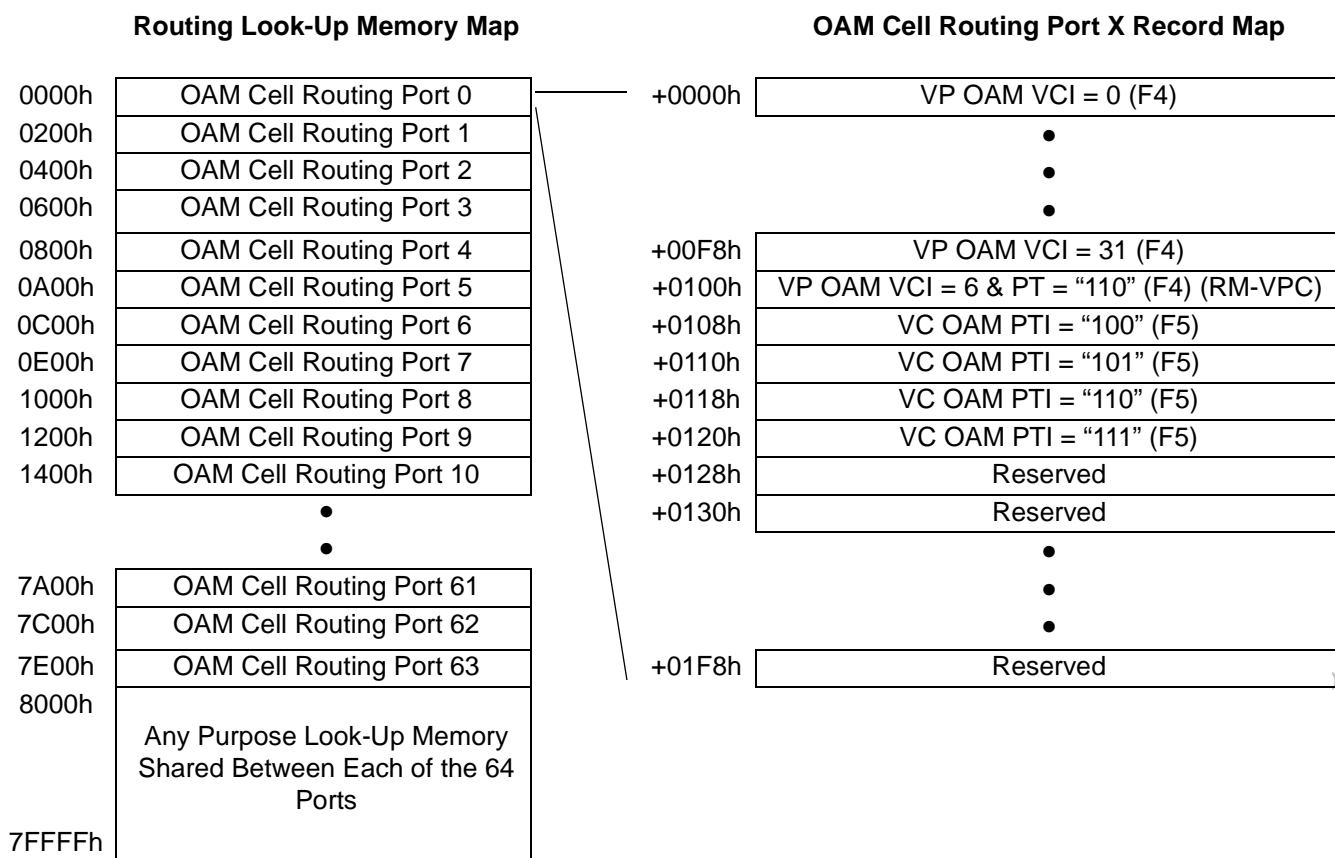 Routing Look-Up Memory Map
0000h OAM Cell Routing Port 0
0200h OAM Cell Routing Port 1
0400h OAM Cell Routing Port 2
0600h OAM Cell Routing Port 3
0800h OAM Cell Routing Port 4
0A00h OAM Cell Routing Port 5
0C00h OAM Cell Routing Port 6
0E00h OAM Cell Routing Port 7
1000h OAM Cell Routing Port 8
1200h OAM Cell Routing Port 9
1400h OAM Cell Routing Port 10
•
•
7A00h OAM Cell Routing Port 61
7C00h OAM Cell Routing Port 62
7E00h OAM Cell Routing Port 63
8000h
Any Purpose Look-Up Memory
Shared Between Each of the 64
Ports
7FFFFh
OAM Cell Routing Port X Record Map
+0000h VP OAM VCI = 0 (F4)
•
•
•
+00F8h VP OAM VCI = 31 (F4)
+0100h VP OAM VCI = 6 & PT = “110” (F4) (RM-VPC)
+0108h VC OAM PTI = “100” (F5)
+0110h VC OAM PTI = “101” (F5)
+0118h VC OAM PTI = “110” (F5)
+0120h VC OAM PTI = “111” (F5)
+0128h Reserved
+0130h Reserved
•
•
•
+01F8h Reserved